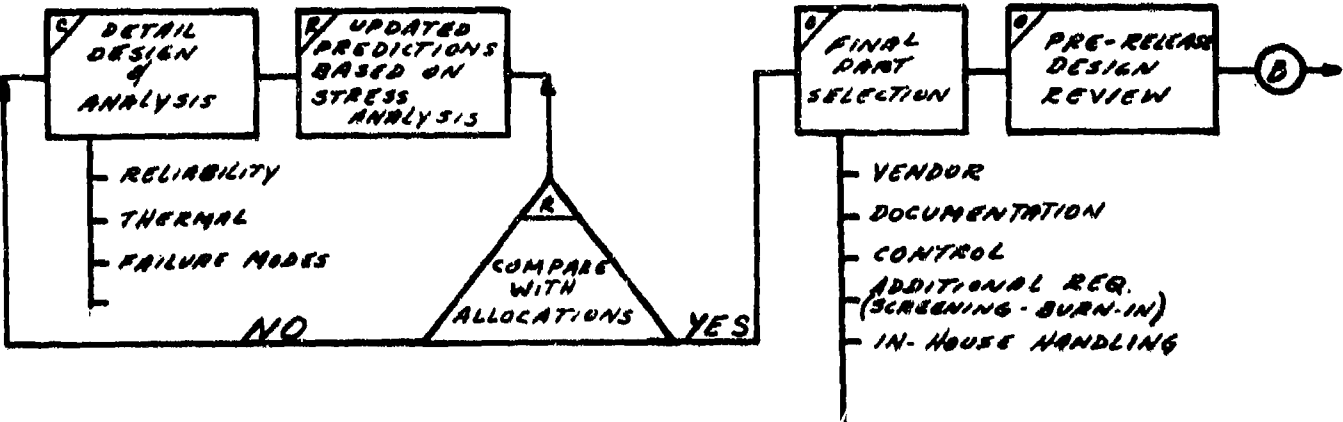 C
DETAIL
DESIGN
&
ANALYSIS
R
UPDATED
PREDICTIONS
BASED ON
STRESS
ANALYSIS
RELIABILITY
THERMAL
FAILURE MODES
R
COMPARE
WITH
ALLOCATIONS
NO
YES
FINAL
PART
SELECTION
VENDOR
DOCUMENTATION
CONTROL
ADDITIONAL REQ.
(SCREENING - BURN-IN)
IN-HOUSE HANDLING
PRE-RELEASE
DESIGN
REVIEW
B